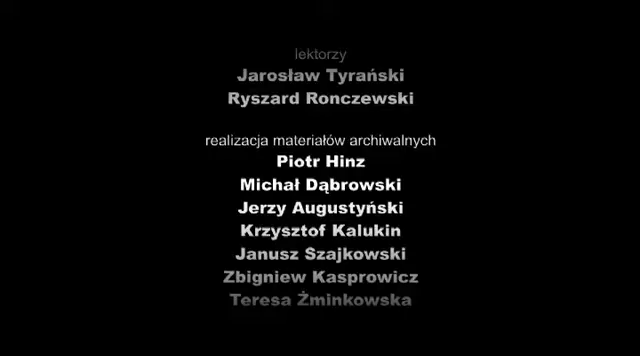 lektorzy
Jarosław Tyrański
Ryszard Ronczewski
realizacja materiałów archiwalnych
Piotr Hinz
Michał Dąbrowski
Jerzy Augustyński
Krzysztof Kalukin
Janusz Szajkowski
Zbigniew Kasprowicz
Teresa Żminkowska